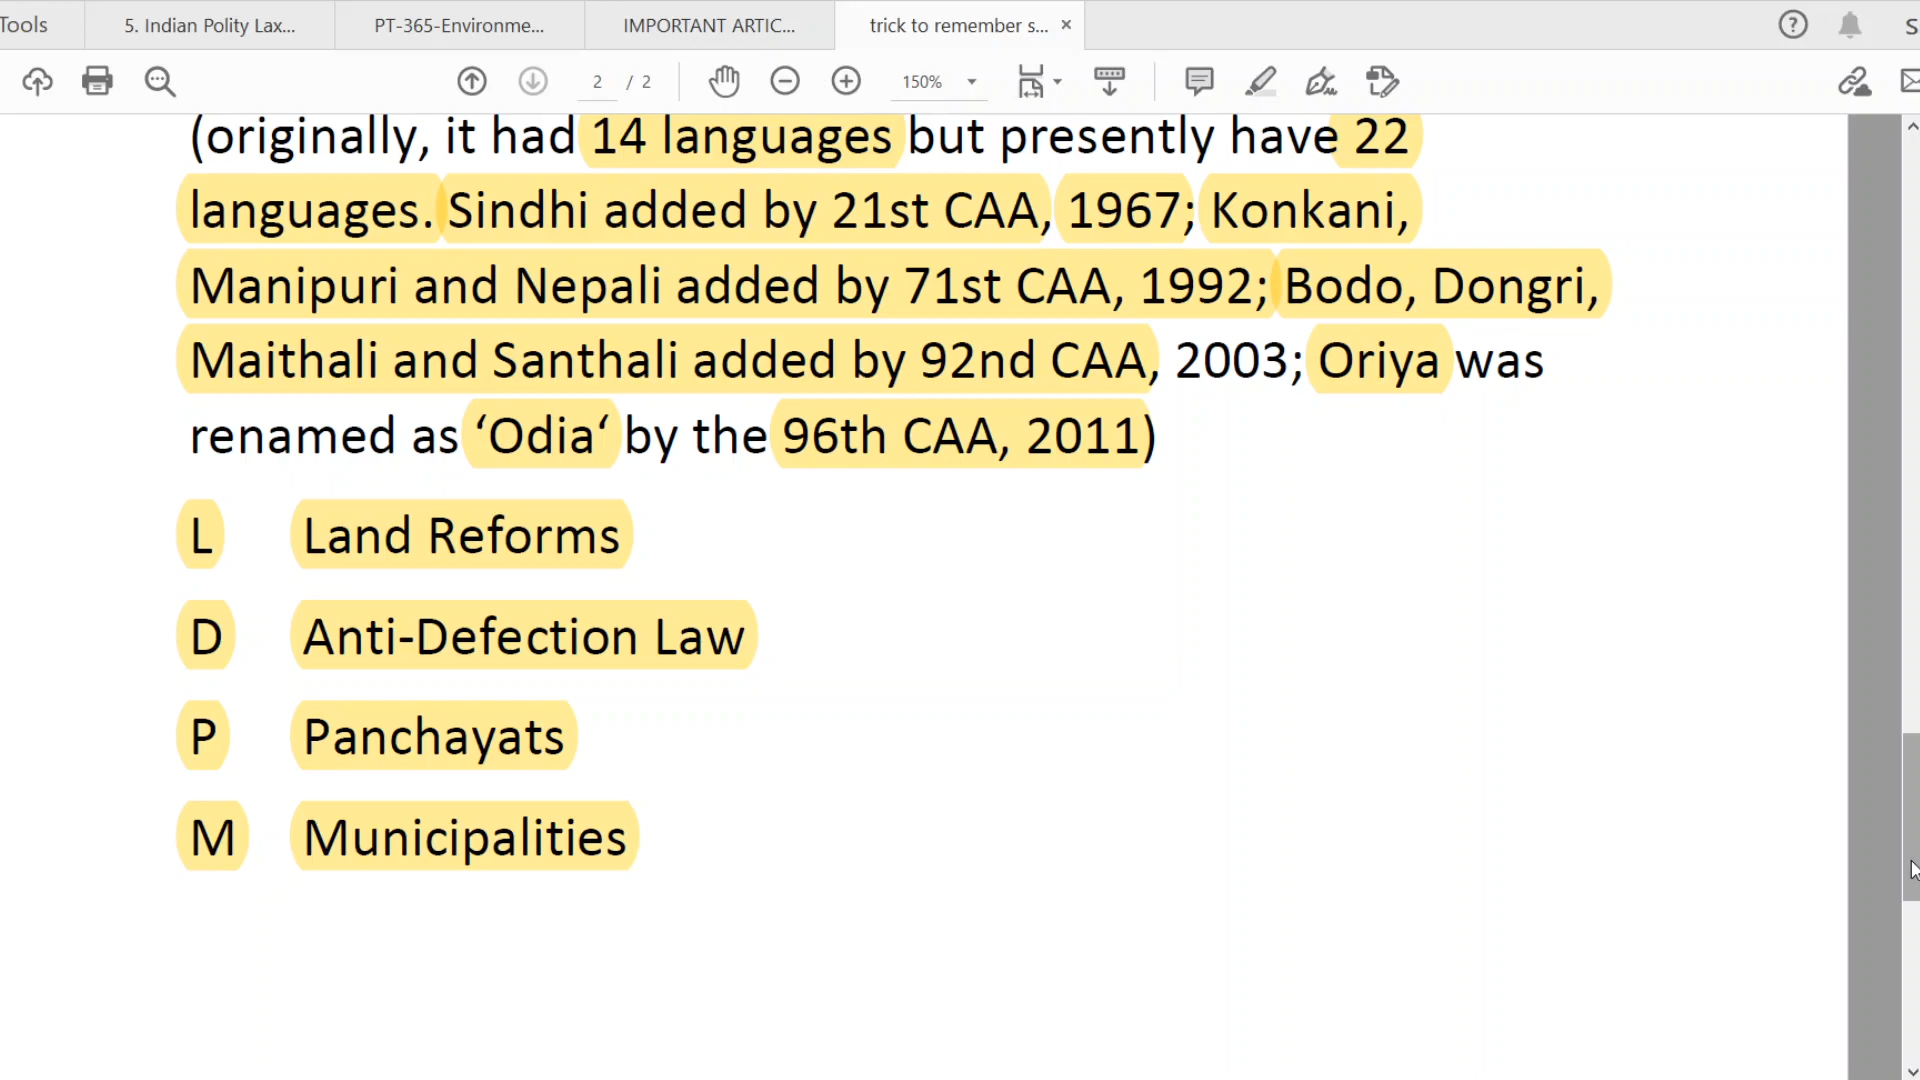 Tools 5. Indian Polity Lax... PT-365-Environme... IMPORTANT ARTIC... trick to remember s... × ? S
2 / 2 150%
(originally, it had 14 languages but presently have 22
languages. Sindhi added by 21st CAA, 1967; Konkani,
Manipuri and Nepali added by 71st CAA, 1992; Bodo, Dongri,
Maithali and Santhali added by 92nd CAA, 2003; Oriya was
renamed as ‘Odia‘ by the 96th CAA, 2011)
L Land Reforms
D Anti-Defection Law
P Panchayats
M Municipalities